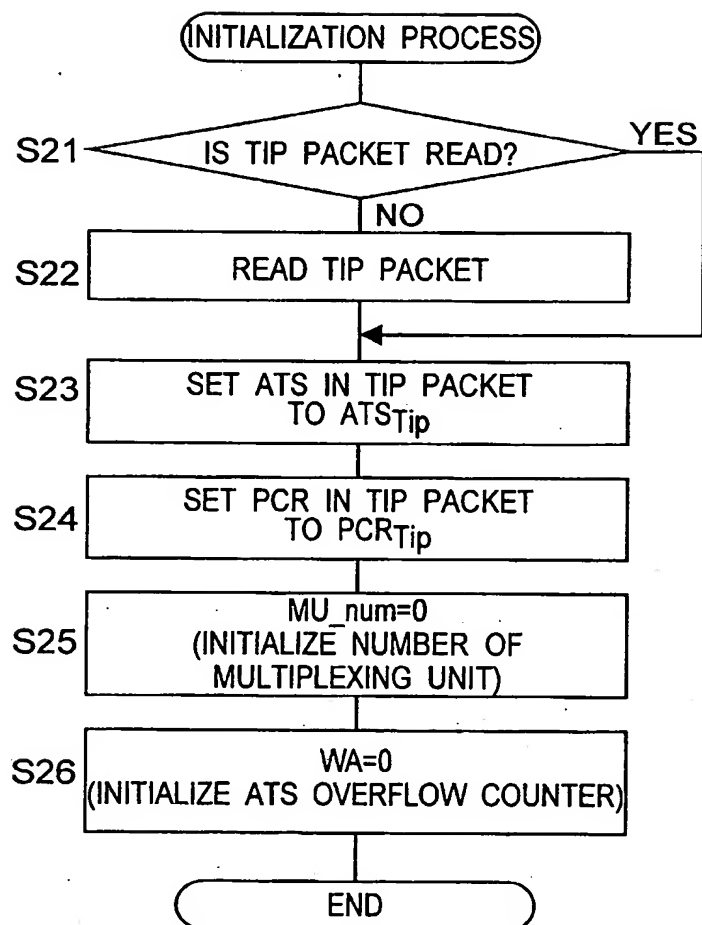 INITIALIZATION PROCESS
S21
IS TIP PACKET READ?
YES
NO
S22
READ TIP PACKET
S23
SET ATS IN TIP PACKET
TO ATSTip
S24
SET PCR IN TIP PACKET
TO PCRTip
S25
MU_num=0
(INITIALIZE NUMBER OF
MULTIPLEXING UNIT)
S26
WA=0
(INITIALIZE ATS OVERFLOW COUNTER)
END